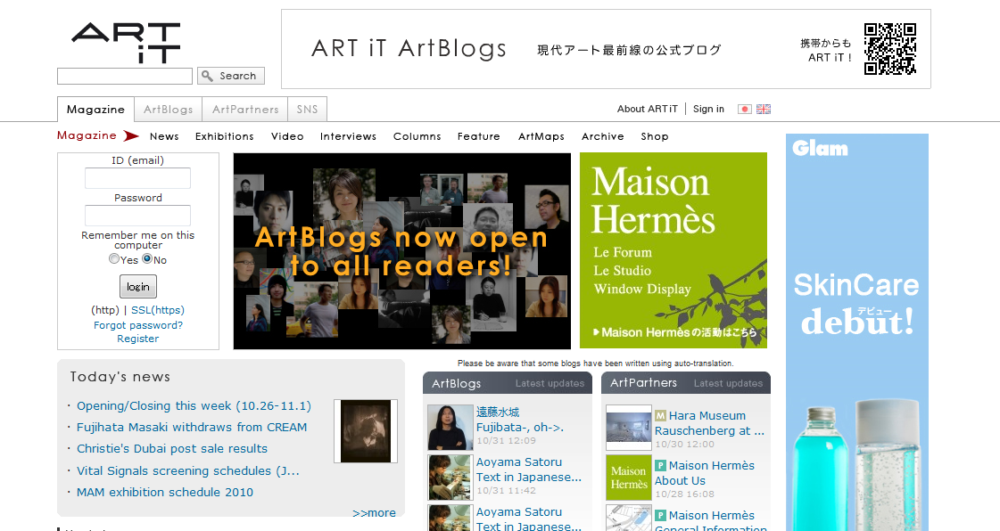 ART
iT
ART iT ArtBlogs
現代アート最前線の公式ブログ
携帯からも
ART iT !
Search
Magazine
ArtBlogs
ArtPartners
SNS
About ARTiT
Sign in
Magazine
News
Exhibitions
Video
Interviews
Columns
Feature
ArtMaps
Archive
Shop
ID (email)
Password
Remember me on this
computer
Yes No
login
(http) | SSL(https)
Forgot password?
Register
ArtBlogs now open
to all readers!
Maison
Hermès
Le Forum
Le Studio
Window Display
Maison Hermèsの活動はこちら
Glam
SkinCare
デビュー
debut!
Today's news
· Opening/Closing this week (10.26-11.1)
· Fujihata Masaki withdraws from CREAM
· Christie's Dubai post sale results
· Vital Signals screening schedules (J...
· MAM exhibition schedule 2010
>>more
Please be aware that some blogs have been written using auto-translation.
ArtBlogs
Latest updates
遠藤水城
Fujibata-, oh->.
10/31 12:09
Aoyama Satoru
Text in Japanese...
10/31 11:42
Aoyama Satoru
Text in Japanese...
ArtPartners
Latest updates
M Hara Museum
Rauschenberg at ...
10/30 12:00
Maison
Hermès
P Maison Hermès
About Us
10/28 16:08
P Maison Hermès
General Information